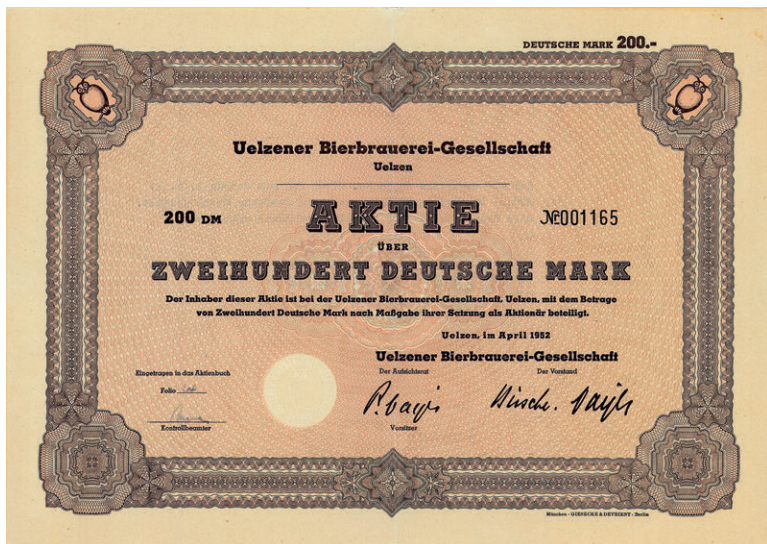 DEUTSCHE MARK 200.-
Uelzener Bierbrauerei-Gesellschaft
Uelzen
200 DM AKTIE № 001165
ÜBER
ZWEIHUNDERT DEUTSCHE MARK
Der Inhaber dieser Aktie ist bei der Uelzener Bierbrauerei-Gesellschaft, Uelzen, mit dem Betrage
von Zweihundert Deutsche Mark nach Maßgabe ihrer Satzung als Aktionär beteiligt.
Uelzen, im April 1952
Uelzener Bierbrauerei-Gesellschaft
Eingetragen in das Aktienbuch
Der Aufsichtsrat Der Vorstand
Folio
Kontrollbeamter
Vorsitzer
München - GIESECKE & DEVRIENT - Berlin